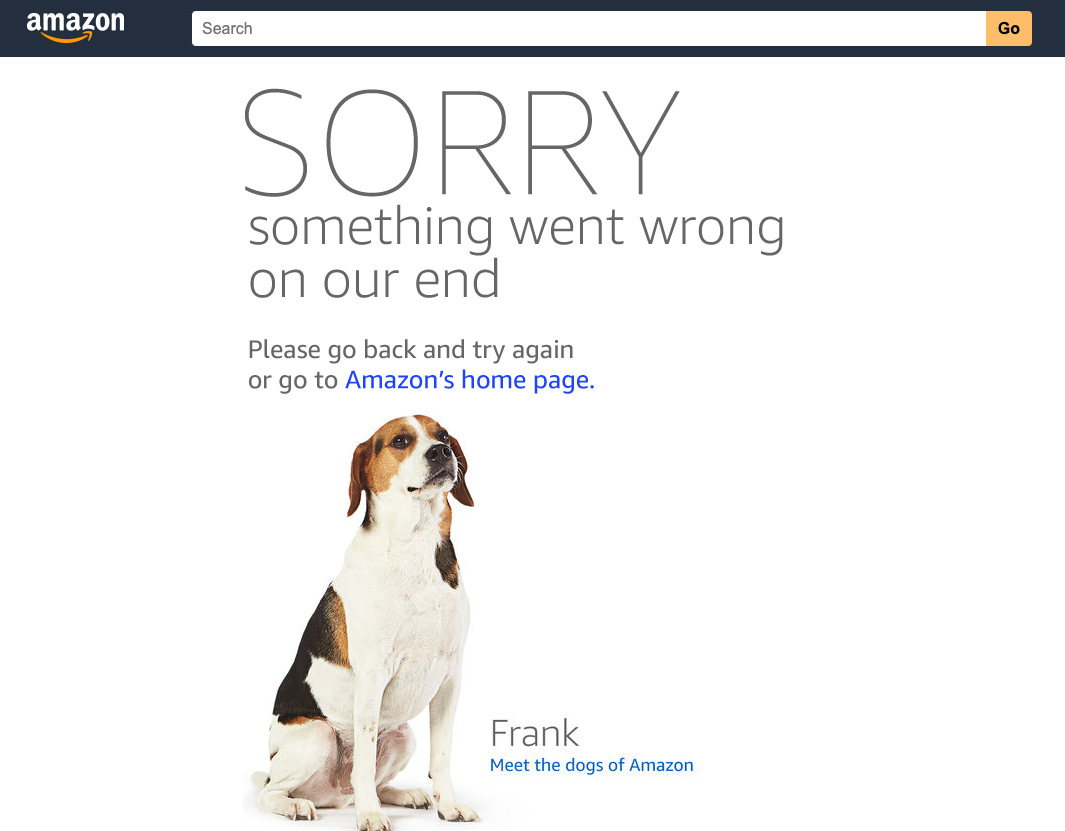 amazon
Search
Go
SORRY
something went wrong
on our end
Please go back and try again
or go to Amazon’s home page.
Frank
Meet the dogs of Amazon